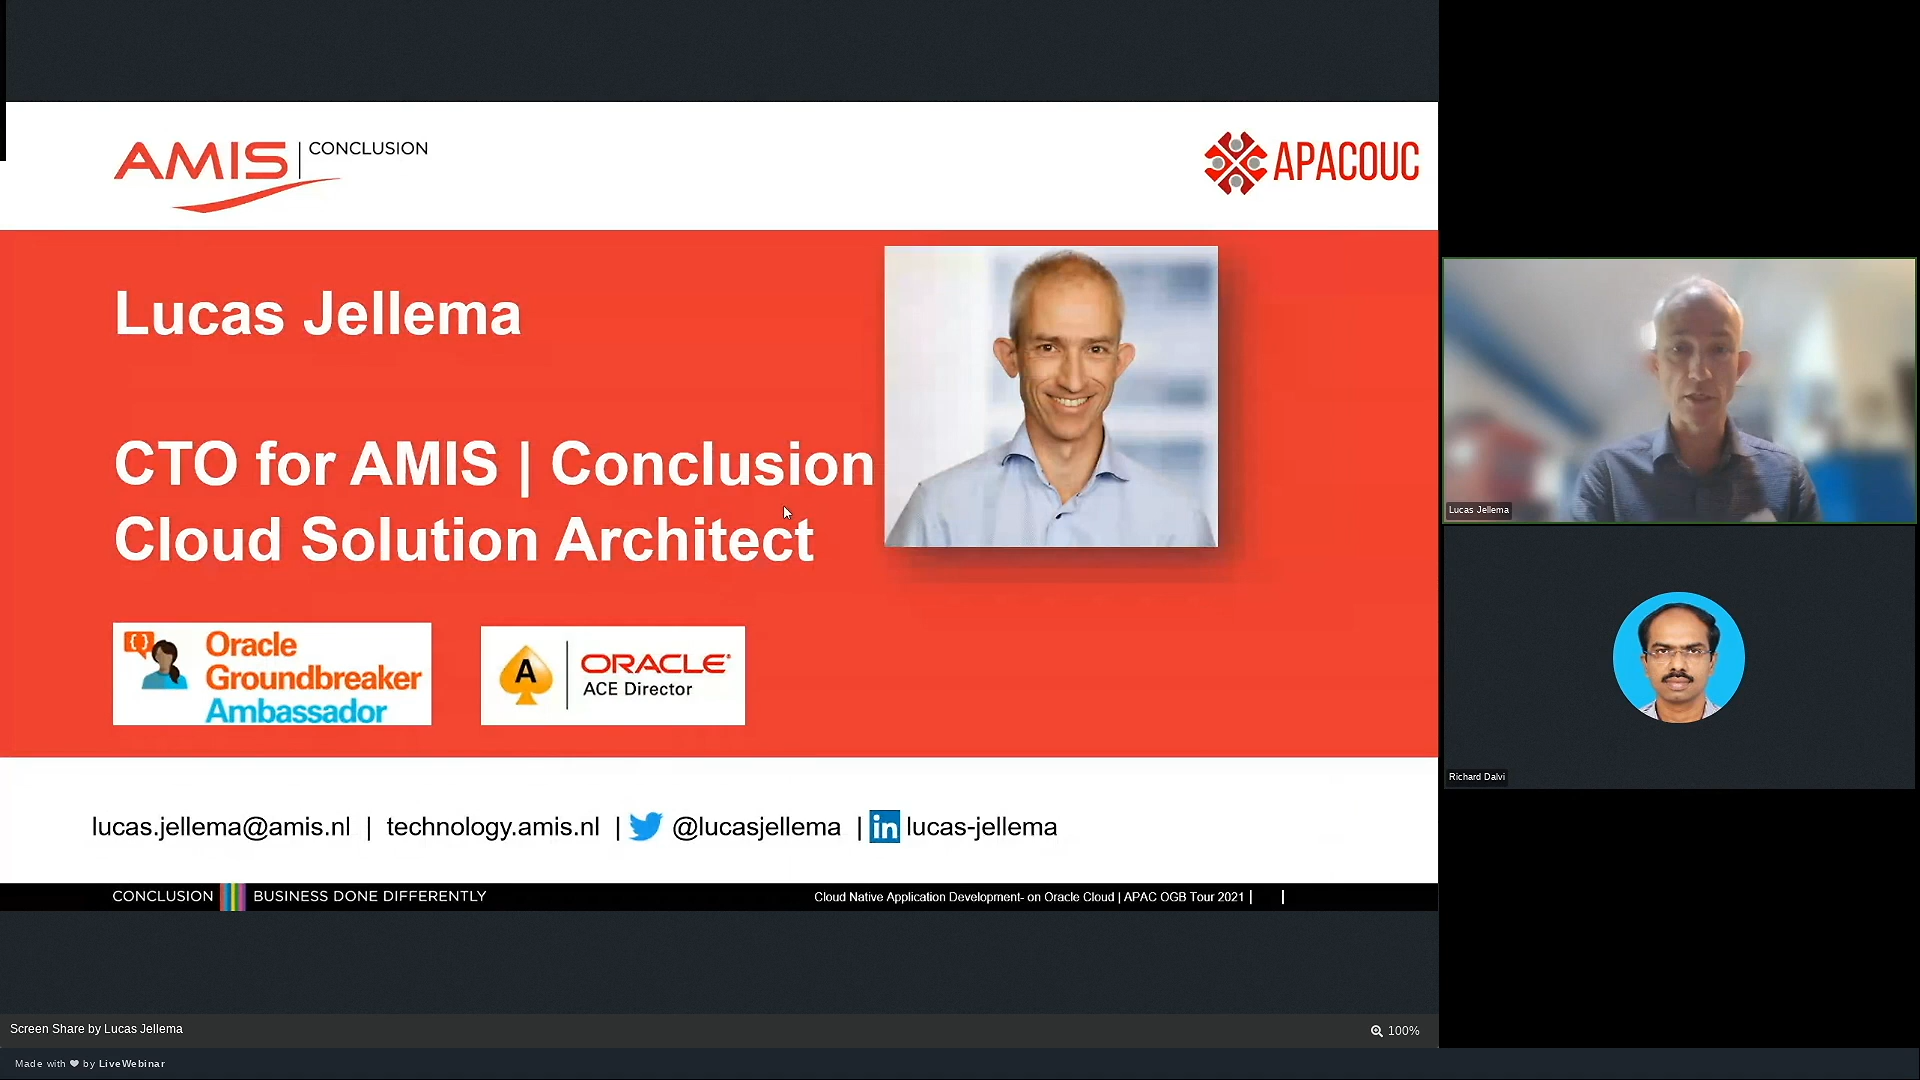 AMIS | CONCLUSION
APACOUC
Lucas Jellema
CTO for AMIS | Conclusion
Cloud Solution Architect
{ }
Oracle
Groundbreaker
Ambassador
A
ORACLE®
ACE Director
lucas.jellema@amis.nl | technology.amis.nl | @lucasjellema | in lucas-jellema
CONCLUSION BUSINESS DONE DIFFERENTLY
Cloud Native Application Development- on Oracle Cloud | APAC OGB Tour 2021 | |
Lucas Jellema
Richard Dalvi
Screen Share by Lucas Jellema
100%
Made with ❤ by LiveWebinar